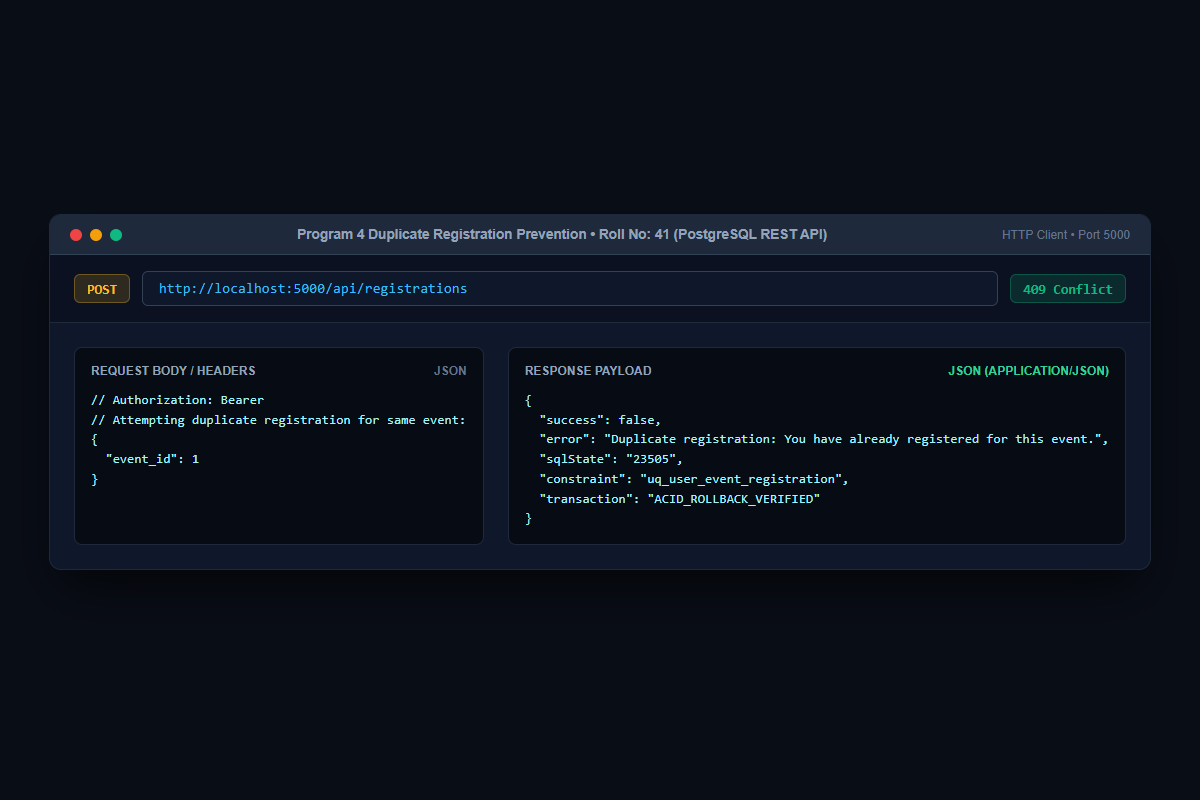 Program 4 Duplicate Registration Prevention • Roll No: 41 (PostgreSQL REST API)
HTTP Client • Port 5000
POST
http://localhost:5000/api/registrations
409 Conflict
REQUEST BODY / HEADERS
JSON
// Authorization: Bearer
// Attempting duplicate registration for same event:
{
  "event_id": 1
}
RESPONSE PAYLOAD
JSON (APPLICATION/JSON)
{
  "success": false,
  "error": "Duplicate registration: You have already registered for this event.",
  "sqlState": "23505",
  "constraint": "uq_user_event_registration",
  "transaction": "ACID_ROLLBACK_VERIFIED"
}